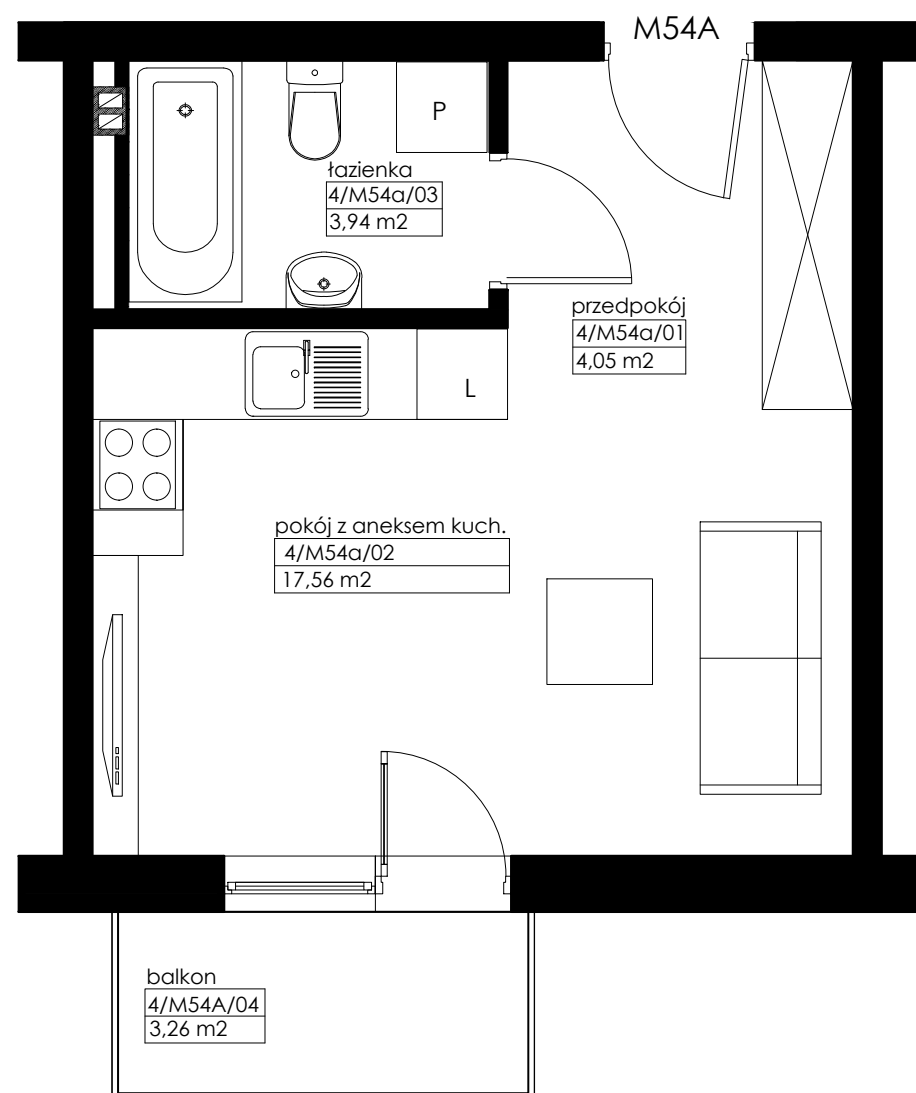 M54A
P
łazienka
4/M54a/03
3,94 m2
przedpokój
4/M54a/01
4,05 m2
L
pokój z aneksem kuch.
4/M54a/02
17,56 m2
balkon
4/M54A/04
3,26 m2